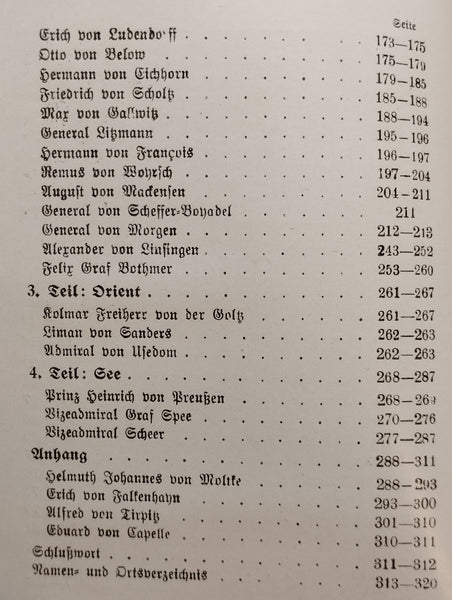 Seite
Erich von Ludendorff . . . . . . . . 173—175
Otto von Below . . . . . . . . . 175—179
Hermann von Eichhorn . . . . . . . . 179—185
Friedrich von Scholtz . . . . . . . . 185—188
Max von Gallwitz . . . . . . . . 188—194
General Litzmann . . . . . . . . 195—196
Hermann von François . . . . . . . . 196—197
Remus von Woyrsch . . . . . . . . 197—204
August von Mackensen . . . . . . . . 204—211
General von Scheffer-Boyadel . . . . . . . 211
General von Morgen . . . . . . . . 212—213
Alexander von Linsingen . . . . . . . 243—252
Felix Graf Bothmer . . . . . . . . 253—260
3. Teil: Orient . . . . . . . . . . 261—267
Kolmar Freiherr von der Goltz . . . . . . 261—267
Liman von Sanders . . . . . . . . 262—263
Admiral von Usedom . . . . . . . . 262—263
4. Teil: See . . . . . . . . . . 268—287
Prinz Heinrich von Preußen . . . . . . . 268—269
Vizeadmiral Graf Spee . . . . . . . . 270—276
Vizeadmiral Scheer . . . . . . . . 277—287
Anhang . . . . . . . . . . 288—311
Helmuth Johannes von Moltke . . . . . . 288—293
Erich von Falkenhayn . . . . . . . . 293—300
Alfred von Tirpitz . . . . . . . . 301—310
Eduard von Capelle . . . . . . . . 310—311
Schlußwort . . . . . . . . . . 311—312
Namen- und Ortsverzeichnis . . . . . . . 313—320